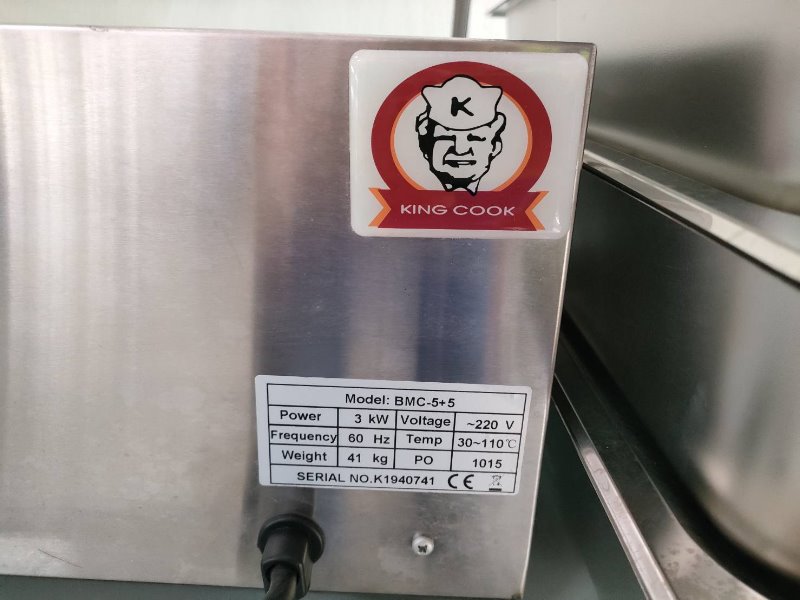 K
KING COOK
Model: BMC-5+5
Power 3 kW Voltage ~220 V
Frequency 60 Hz Temp 30~110℃
Weight 41 kg PO 1015
SERIAL NO.K1940741 CE